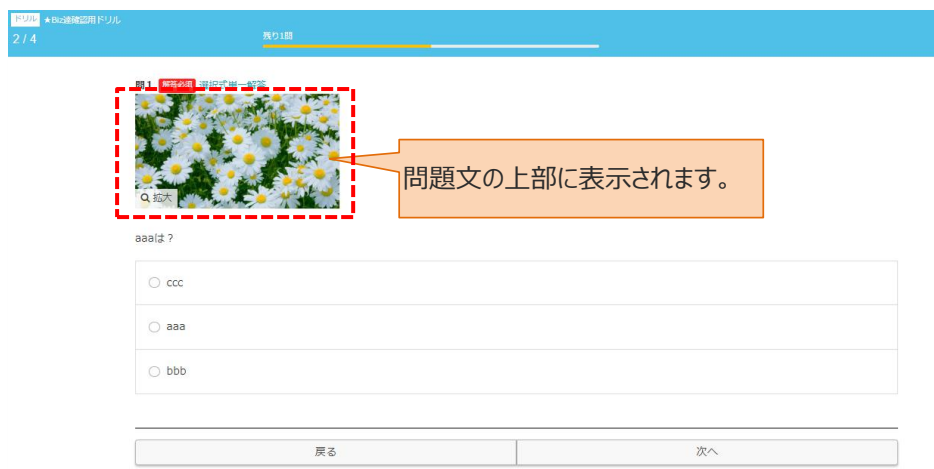 ドリル ★Biz連確認用ドリル
2 / 4
残り1問
問1 解答必須 選択式単一解答
拡大
問題文の上部に表示されます。
aaaは？
ccc
aaa
bbb
戻る
次へ